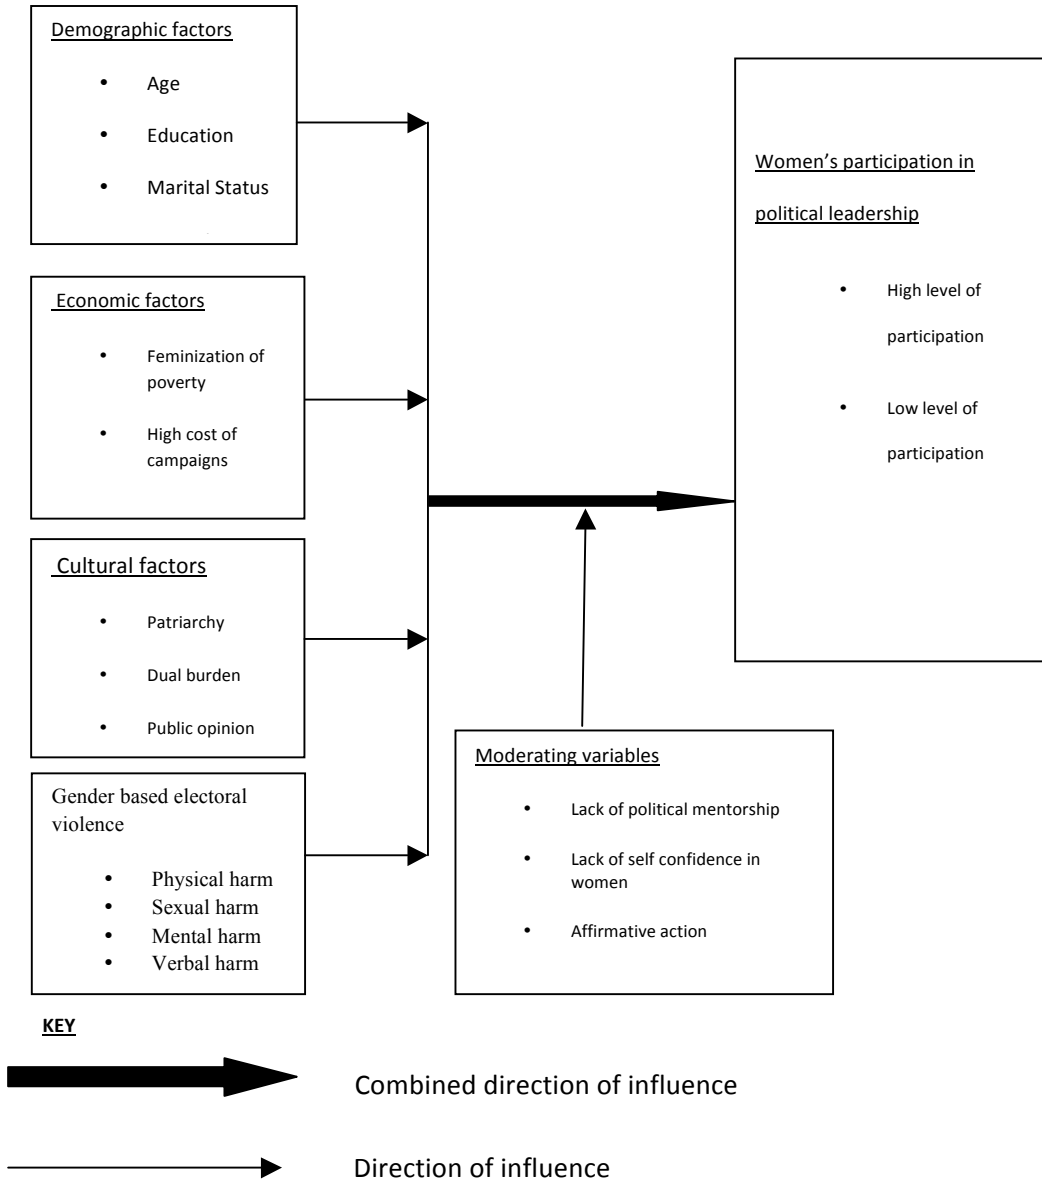 Demographic factors
• Age
• Education
• Marital Status
Economic factors
• Feminization of
poverty
• High cost of
campaigns
Cultural factors
• Patriarchy
• Dual burden
• Public opinion
Gender based electoral
violence
• Physical harm
• Sexual harm
• Mental harm
• Verbal harm
Women’s participation in
political leadership
• High level of
participation
• Low level of
participation
Moderating variables
• Lack of political mentorship
• Lack of self confidence in
women
• Affirmative action
KEY
Combined direction of influence
Direction of influence